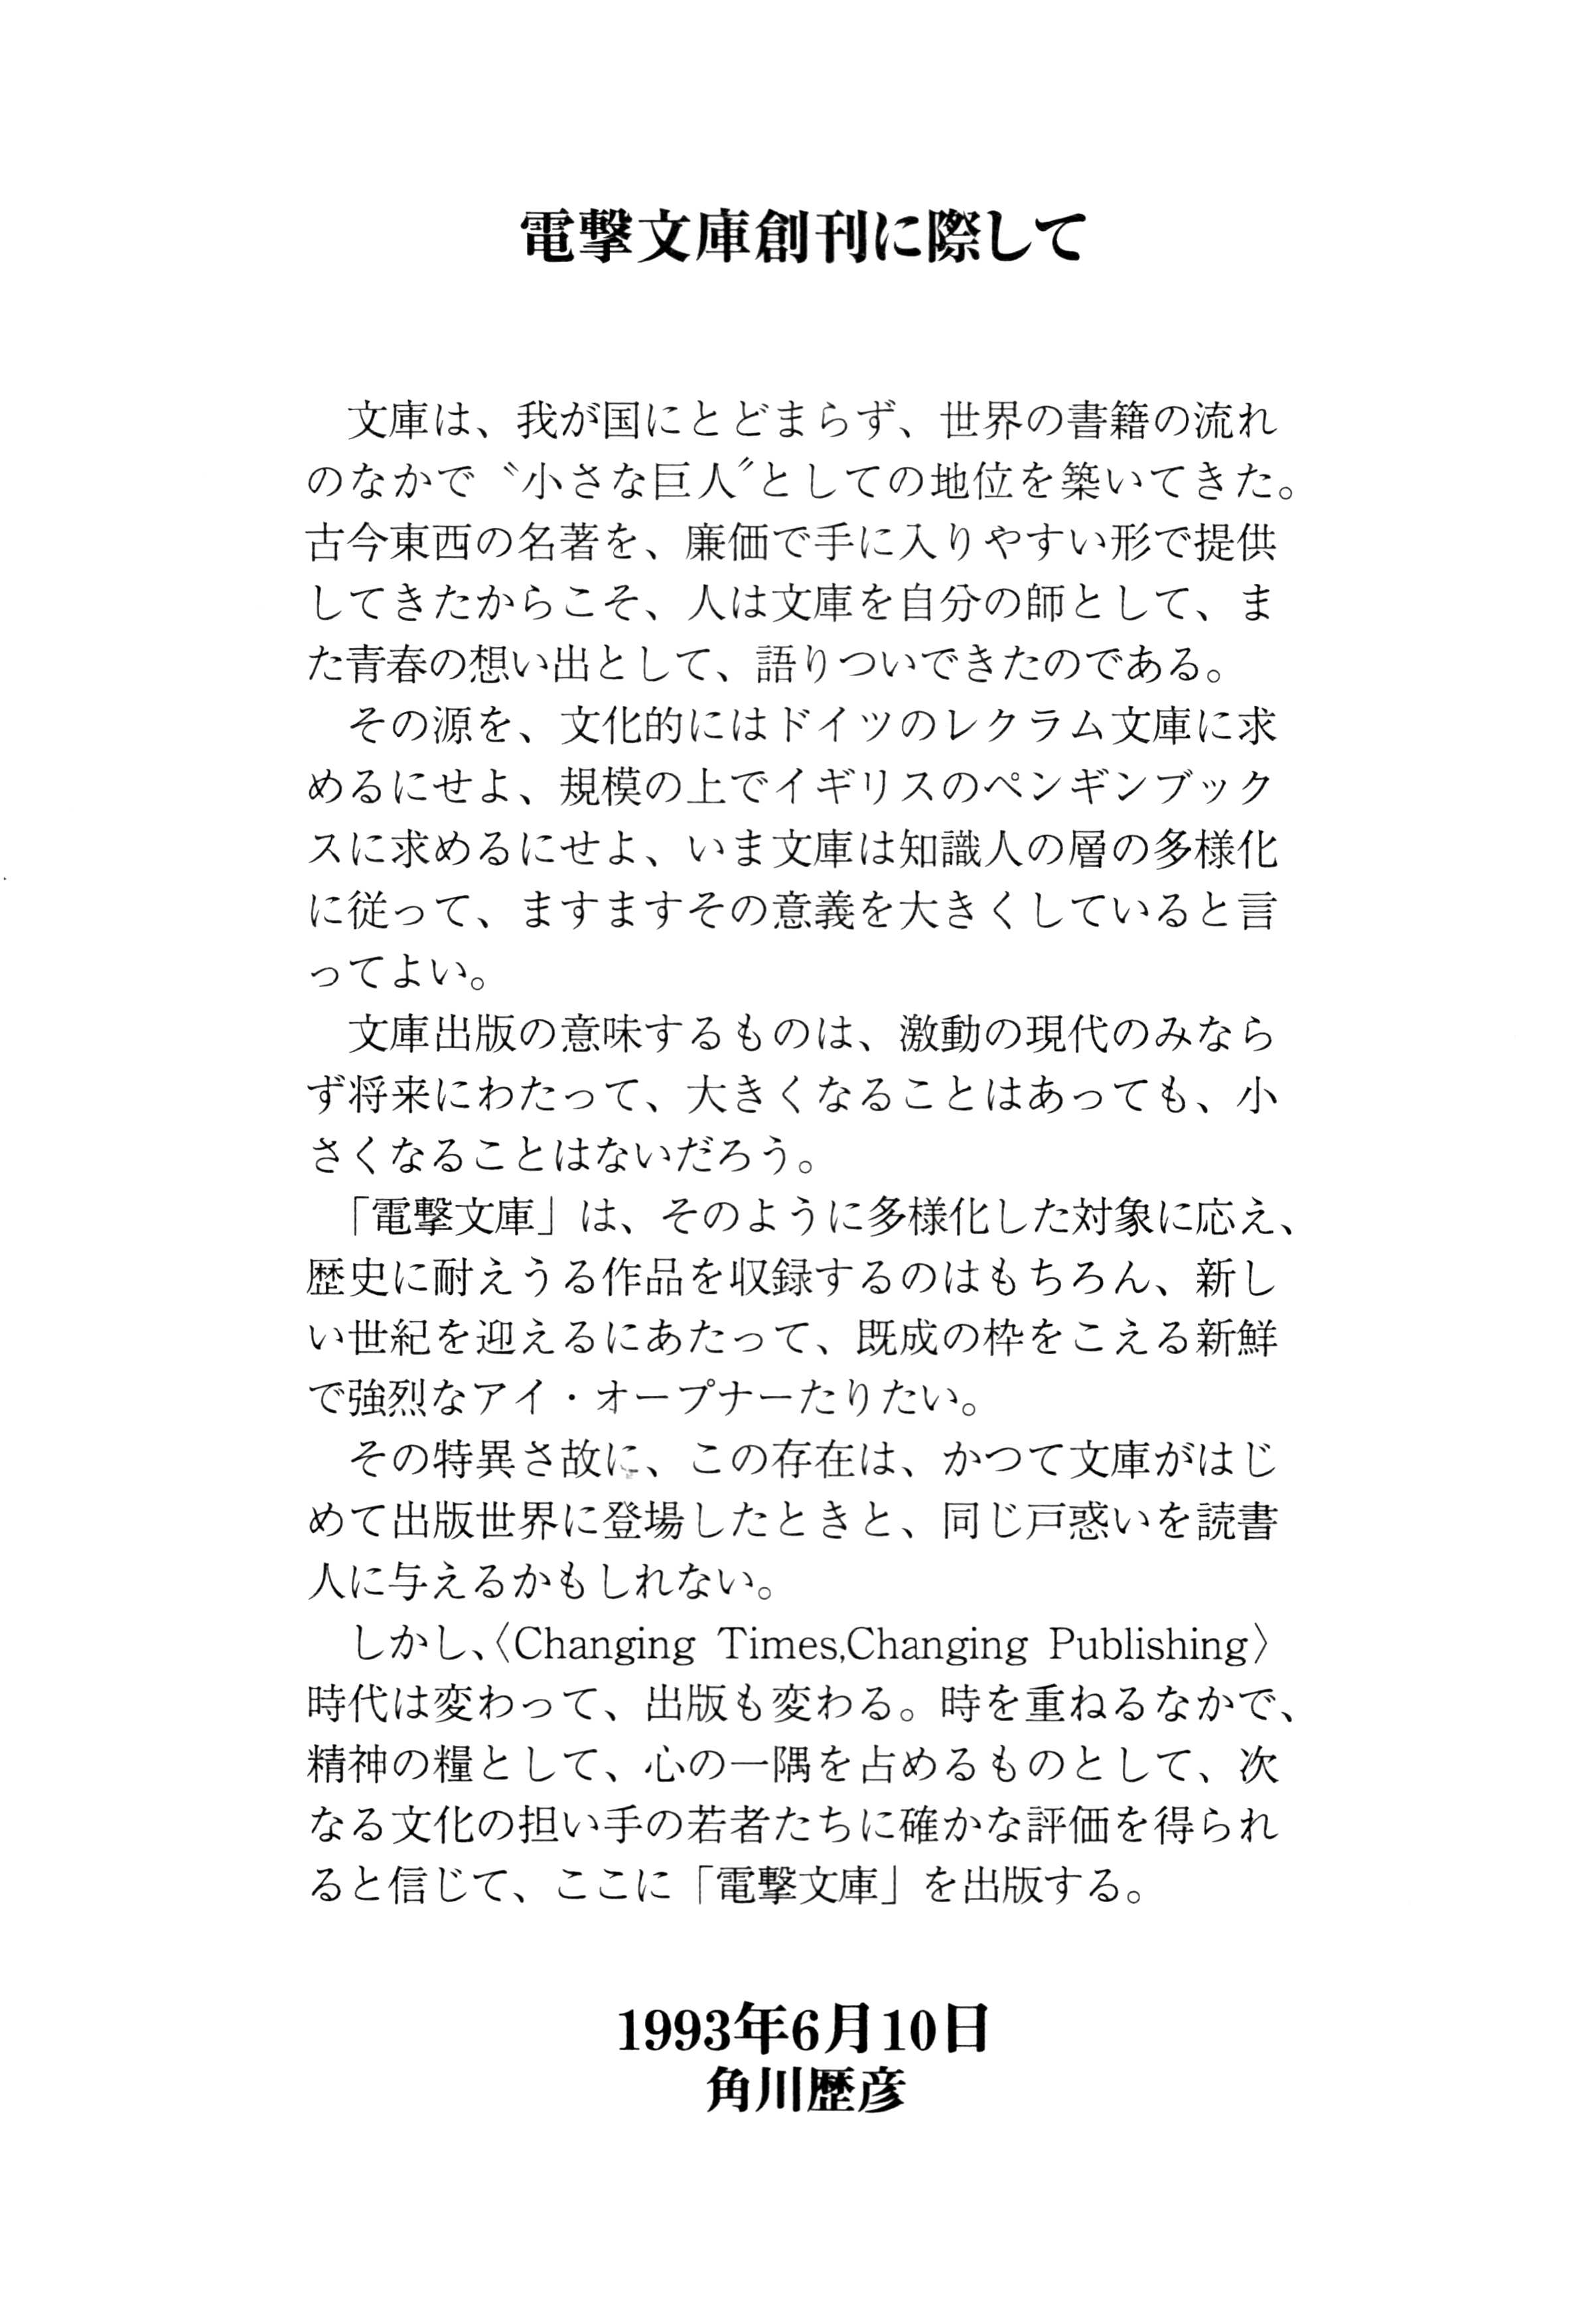 電撃文庫創刊に際して
文庫は、我が国にとどまらず、世界の書籍の流れ
のなかで〝小さな巨人〞としての地位を築いてきた。
古今東西の名著を、廉価で手に入りやすい形で提供
してきたからこそ、人は文庫を自分の師として、ま
た青春の想い出として、語りついできたのである。
その源を、文化的にはドイツのレクラム文庫に求
めるにせよ、規模の上でイギリスのペンギンブック
スに求めるにせよ、いま文庫は知識人の層の多様化
に従って、ますますその意義を大きくしていると言
ってよい。
文庫出版の意味するものは、激動の現代のみなら
ず将来にわたって、大きくなることはあっても、小
さくなることはないだろう。
「電撃文庫」は、そのように多様化した対象に応え、
歴史に耐えうる作品を収録するのはもちろん、新し
い世紀を迎えるにあたって、既成の枠をこえる新鮮
で強烈なアイ・オープナーたりたい。
その特異さ故に、この存在は、かつて文庫がはじ
めて出版世界に登場したときと、同じ戸惑いを読書
人に与えるかもしれない。
しかし、〈Changing Times,Changing Publishing〉
時代は変わって、出版も変わる。時を重ねるなかで、
精神の糧として、心の一隅を占めるものとして、次
なる文化の担い手の若者たちに確かな評価を得られ
ると信じて、ここに「電撃文庫」を出版する。
1993年6月10日
角川歴彦